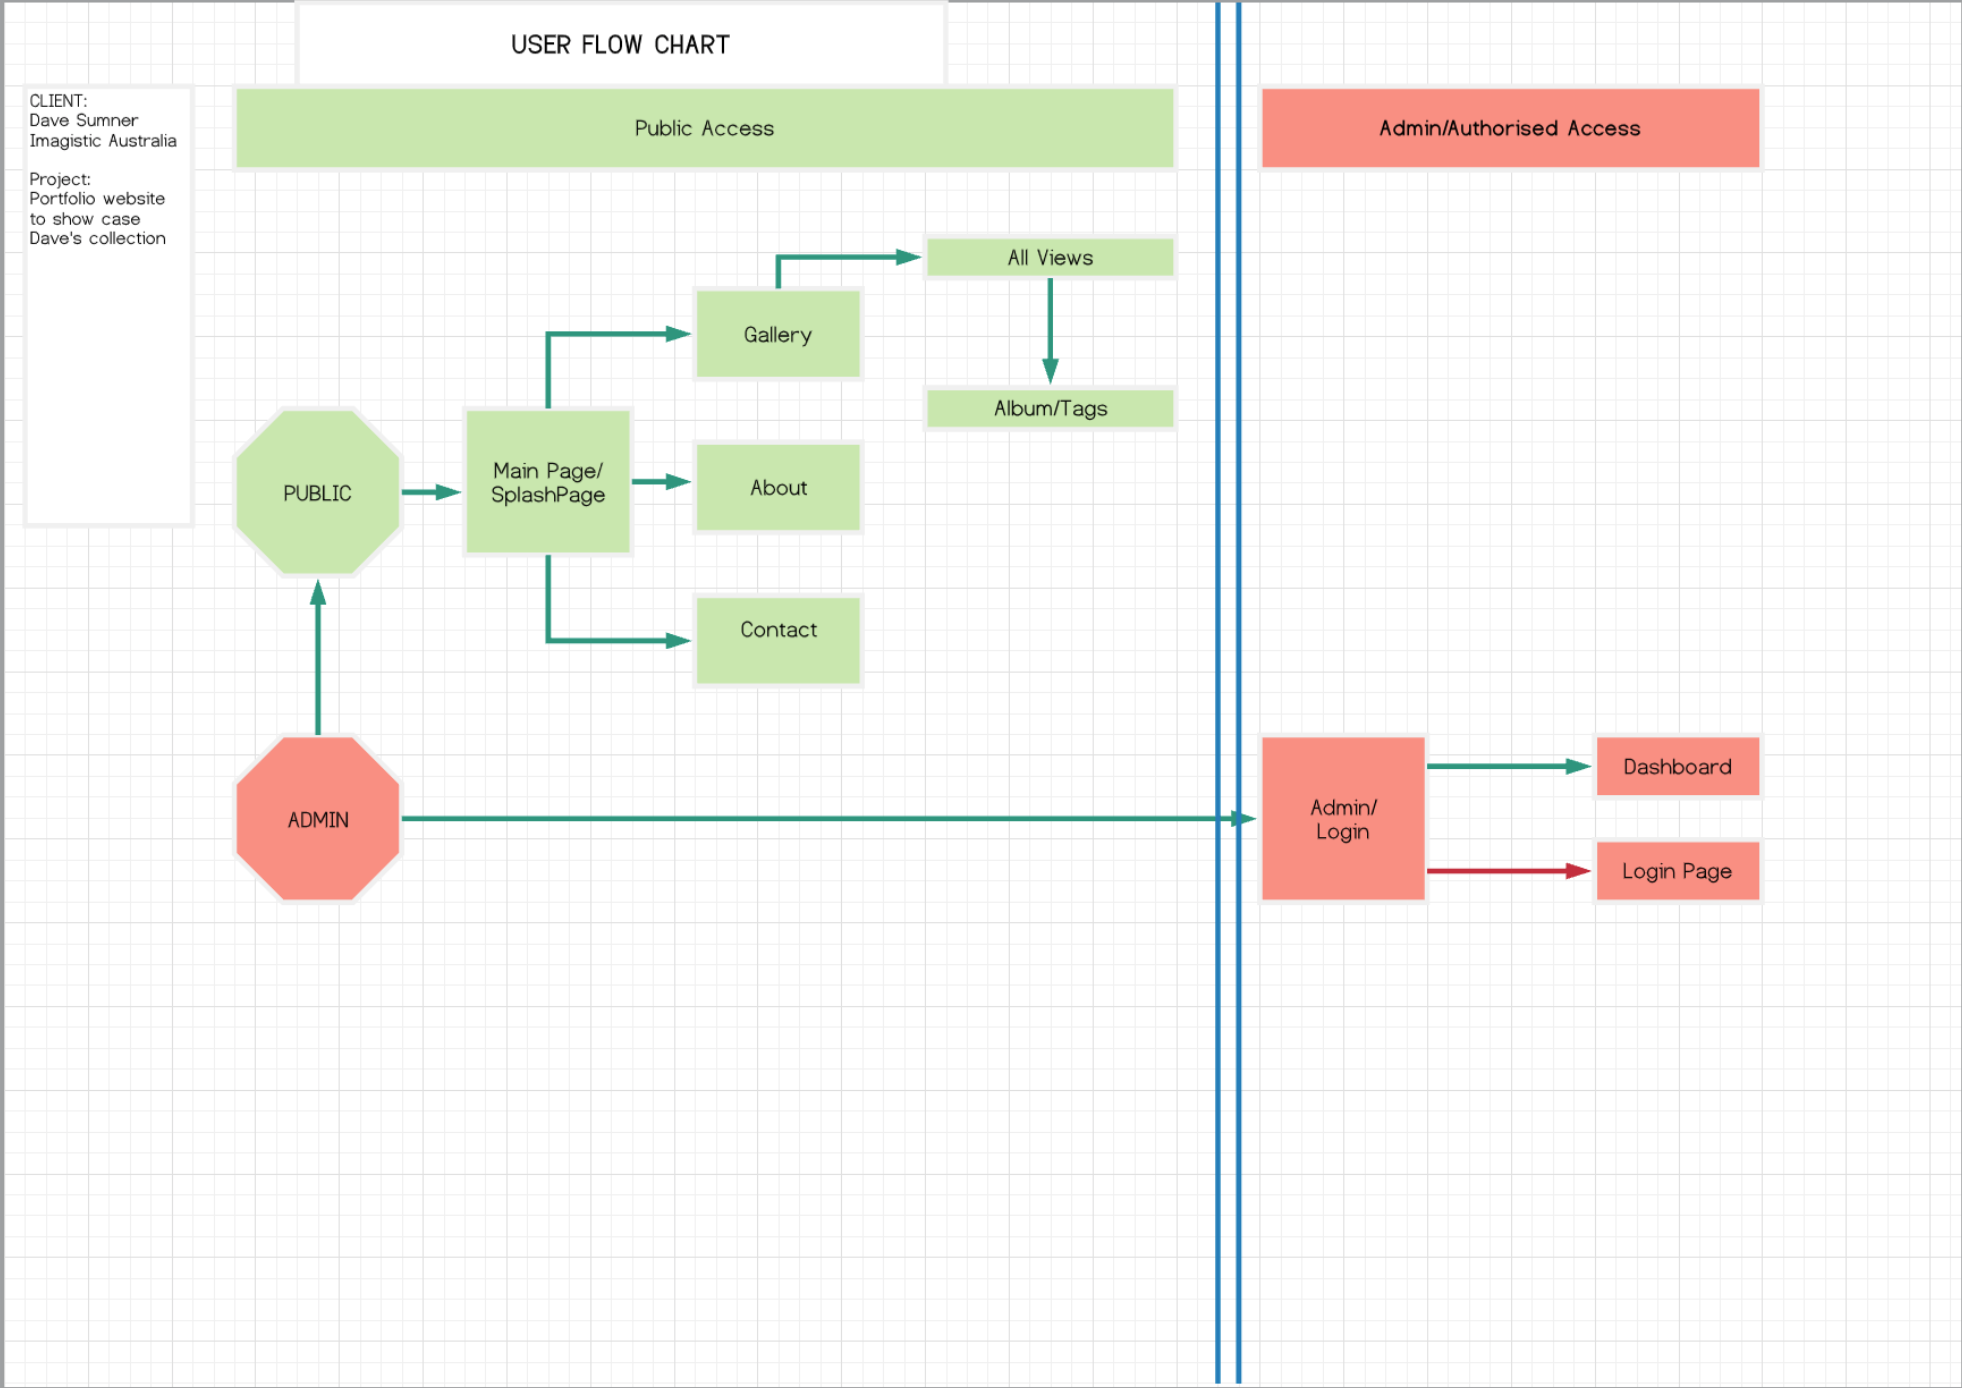 USER FLOW CHART
CLIENT:
Dave Sumner
Imagistic Australia
Project:
Portfolio website
to show case
Dave's collection
Public Access
Admin/Authorised Access
All Views
Gallery
Album/Tags
PUBLIC
Main Page/
SplashPage
About
Contact
ADMIN
Admin/
Login
Dashboard
Login Page